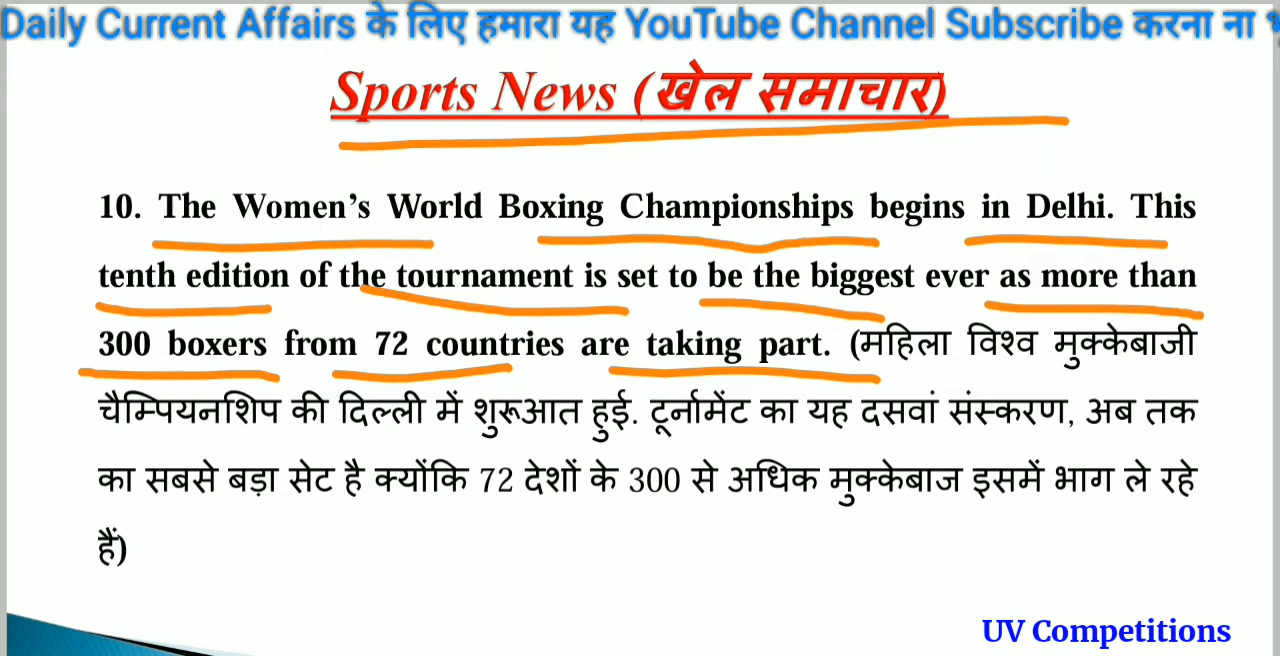 Daily Current Affairs के लिए हमारा यह YouTube Channel Subscribe करना ना
Sports News (खेल समाचार)
10. The Women’s World Boxing Championships begins in Delhi. This
tenth edition of the tournament is set to be the biggest ever as more than
300 boxers from 72 countries are taking part. (महिला विश्व मुक्केबाजी
चैम्पियनशिप की दिल्ली में शुरूआत हुई. टूर्नामेंट का यह दसवां संस्करण, अब तक
का सबसे बड़ा सेट है क्योंकि 72 देशों के 300 से अधिक मुक्केबाज इसमें भाग ले रहे
हैं)
UV Competitions